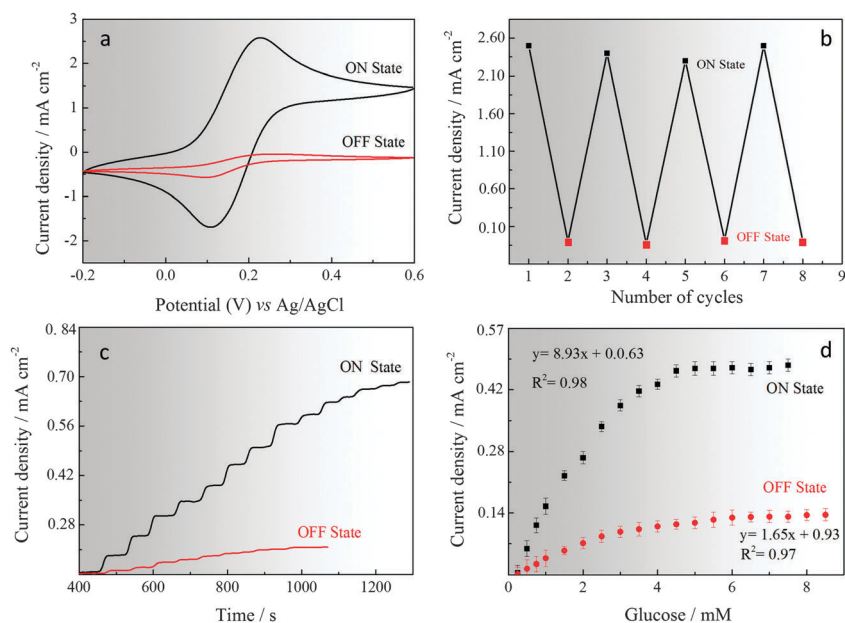 a
ON State
OFF State
3
2
1
0
-1
-2
-0.2
0.0
0.2
0.4
0.6
Current density / mA cm-2
Potential (V) vs Ag/AgCl
b
ON State
OFF State
2.60
2.10
1.60
1.10
0.60
0.10
1 2 3 4 5 6 7 8 9
Current density / mA cm-2
Number of cycles
c
ON State
OFF State
0. 84
0.70
0.56
0.42
0.28
400 600 800 1000 1200
Current density / mA cm-2
Time / s
d
y= 8.93x + 0.0.63
R2= 0.98
ON State
OFF State
y= 1.65x + 0.93
R2= 0.97
0.57
0.42
0.28
0.14
0
0 2 4 6 8
Current density / mA cm-2
Glucose / mM